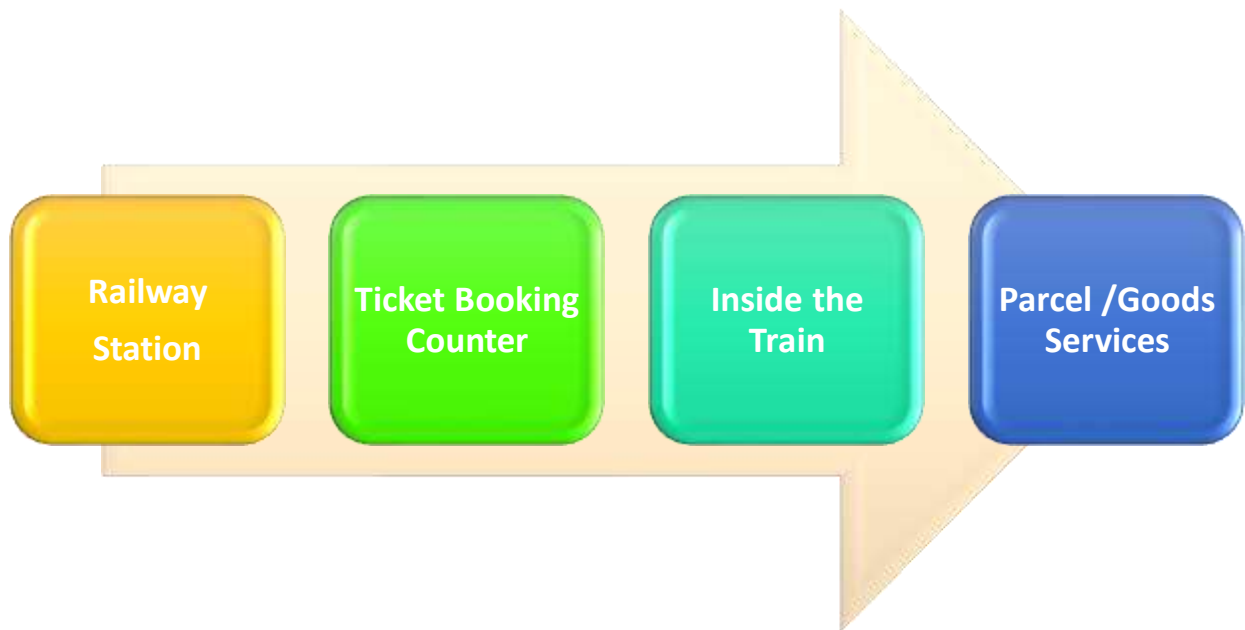 Railway
Station
Ticket Booking
Counter
Inside the
Train
Parcel /Goods
Services